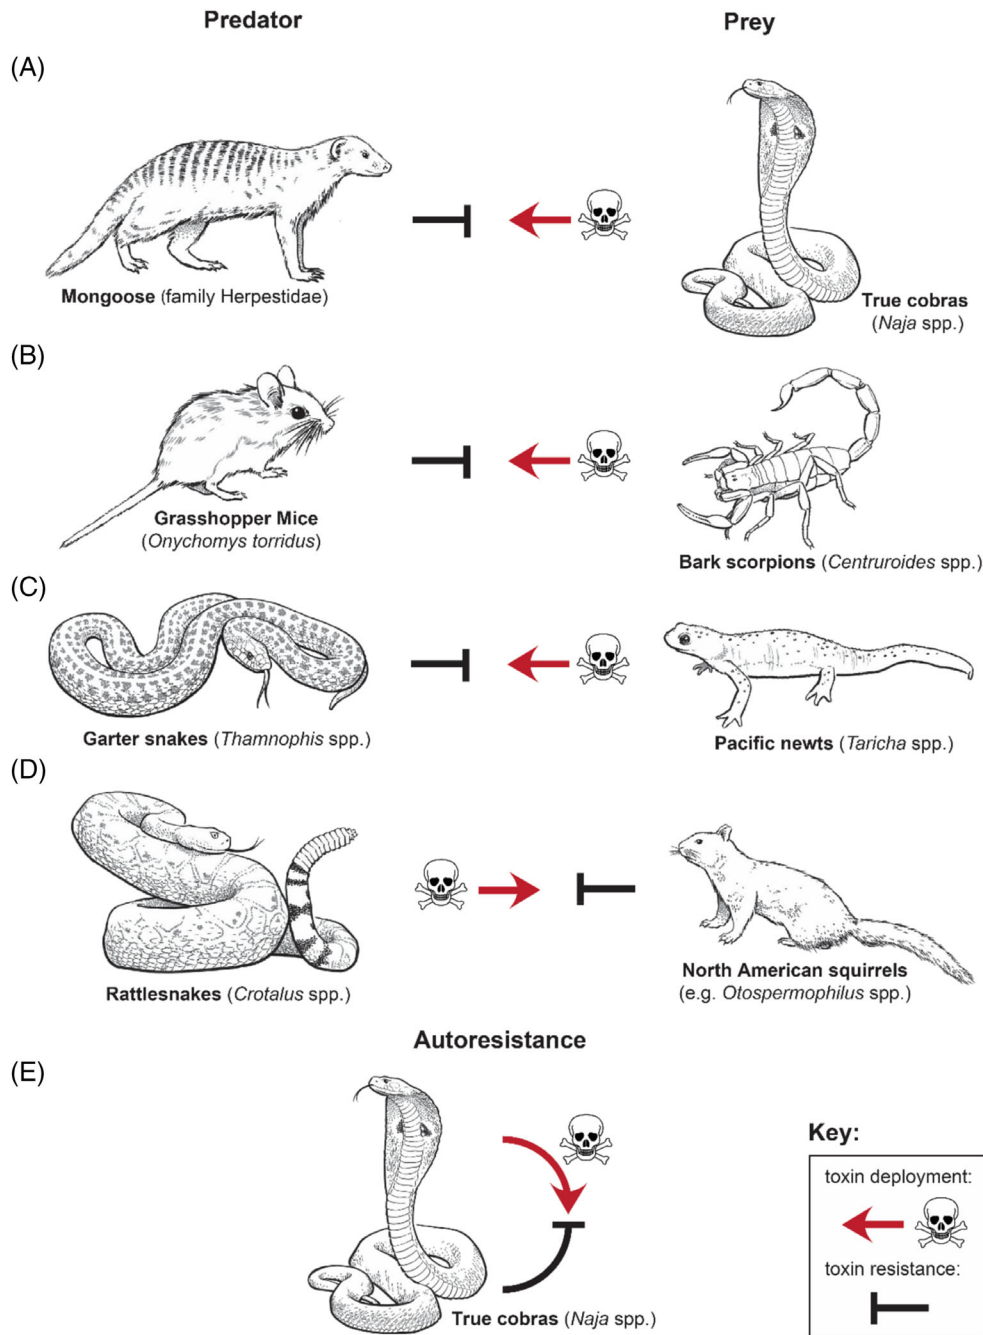 Predator
Prey
(A)
Mongoose (family Herpestidae)
True cobras
(Naja spp.)
(B)
Grasshopper Mice
(Onychomys torridus)
Bark scorpions (Centruroides spp.)
(C)
Garter snakes (Thamnophis spp.)
Pacific newts (Taricha spp.)
(D)
Rattlesnakes (Crotalus spp.)
North American squirrels
(e.g. Otospermophilus spp.)
Autoresistance
(E)
True cobras (Naja spp.)
Key:
toxin deployment:
toxin resistance: